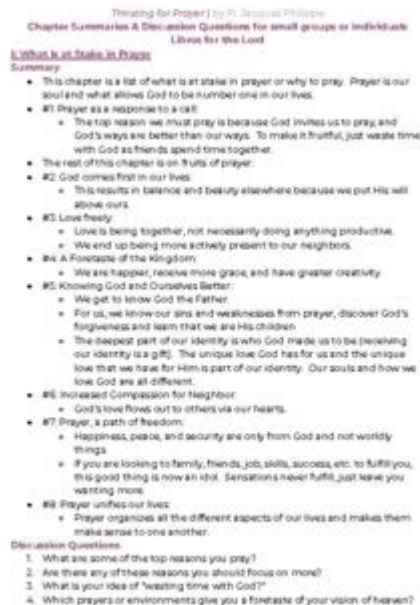 Thirsting for Prayer | by Fr. Jacques Philippe
Chapter Summaries & Discussion Questions for small groups or individuals
Libros for the Lord
I: What is at Stake in Prayer
Summary
• This chapter is a list of what is at stake in prayer or why to pray. Prayer is our
soul and what allows God to be number one in our lives.
• #1: Prayer as a response to a call:
• The top reason we must pray is because God invites us to pray, and
God's ways are better than our ways. To make it fruitful, just waste time
with God as friends spend time together.
• The rest of this chapter is on fruits of prayer:
• #2: God comes first in our lives:
• This results in balance and beauty elsewhere because we put His will
above ours.
• #3: Love freely:
• Love is being together, not necessarily doing anything productive.
• We end up being more actively present to our neighbors.
• #4: A Foretaste of the Kingdom:
• We are happier, receive more grace, and have greater creativity.
• #5: Knowing God and Ourselves Better:
• We get to know God the Father.
• For us, we know our sins and weaknesses from prayer, discover God's
forgiveness and learn that we are His children
• The deepest part of our identity is who God made us to be (receiving
our identity is a gift). The unique love God has for us and the unique
love that we have for Him is part of our identity. Our souls and how we
love God are all different.
• #6: Increased Compassion for Neighbor:
• God's love flows out to others via our hearts.
• #7: Prayer, a path of freedom:
• Happiness, peace, and security are only from God and not worldly
things.
• If you are looking to family, friends, job, skills, success, etc. to fulfill you,
this good thing is now an idol. Sensations never fulfill, just leave you
wanting more.
• #8: Prayer unifies our lives:
• Prayer organizes all the different aspects of our lives and makes them
make sense to one another.
Discussion Questions
1. What are some of the top reasons you pray?
2. Are there any of these reasons you should focus on more?
3. What is your idea of "wasting time with God?"
4. Which prayers or environments give you a foretaste of your vision of heaven?